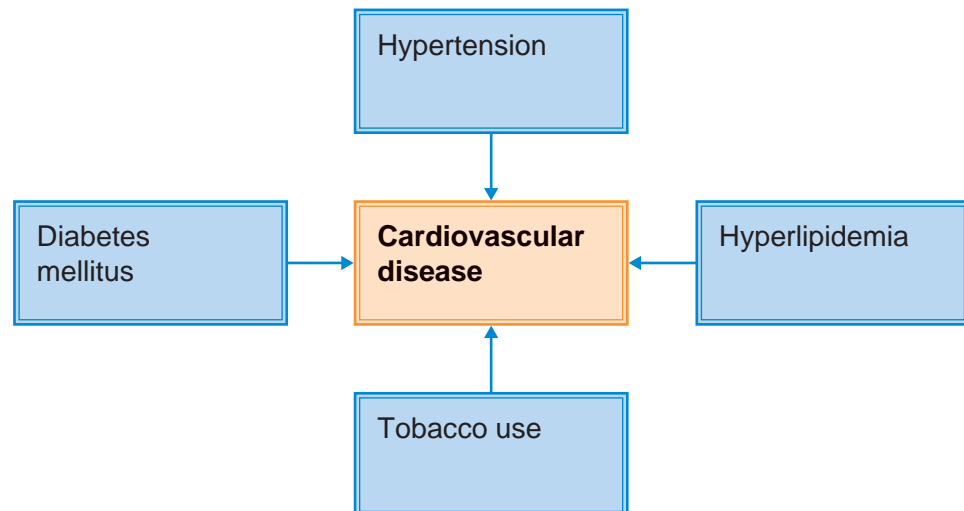 Hypertension
Diabetes
mellitus
Cardiovascular
disease
Hyperlipidemia
Tobacco use